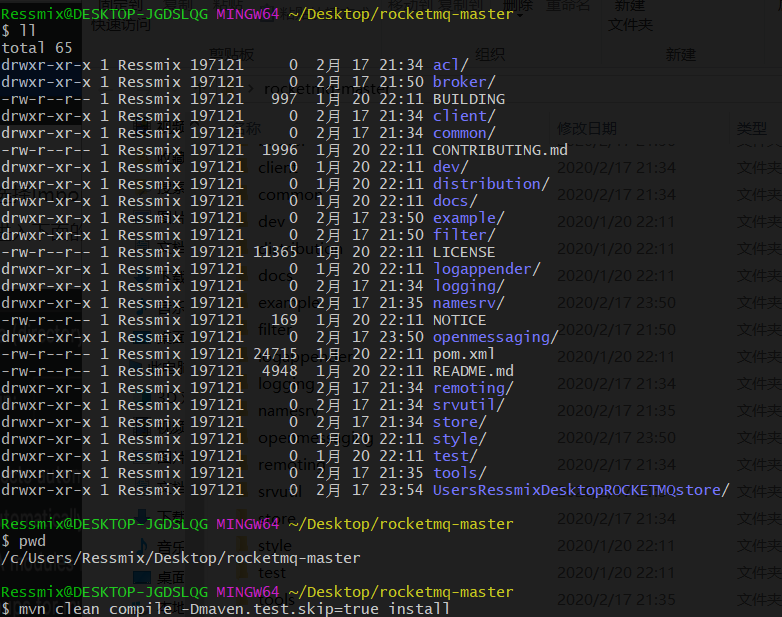 Ressmix@DESKTOP-JGDSLQG MINGW64 ~/Desktop/rocketmq-master
$ ll
total 65
drwxr-xr-x 1 Ressmix 197121     0  2月 17 21:34 acl/
drwxr-xr-x 1 Ressmix 197121     0  2月 17 21:50 broker/
-rw-r--r-- 1 Ressmix 197121   997  1月 20 22:11 BUILDING
drwxr-xr-x 1 Ressmix 197121     0  2月 17 21:34 client/
drwxr-xr-x 1 Ressmix 197121     0  2月 17 21:34 common/
-rw-r--r-- 1 Ressmix 197121  1996  1月 20 22:11 CONTRIBUTING.md
drwxr-xr-x 1 Ressmix 197121     0  1月 20 22:11 dev/
drwxr-xr-x 1 Ressmix 197121     0  1月 20 22:11 distribution/
drwxr-xr-x 1 Ressmix 197121     0  1月 20 22:11 docs/
drwxr-xr-x 1 Ressmix 197121     0  2月 17 23:50 example/
drwxr-xr-x 1 Ressmix 197121     0  2月 17 21:50 filter/
-rw-r--r-- 1 Ressmix 197121 11365  1月 20 22:11 LICENSE
drwxr-xr-x 1 Ressmix 197121     0  1月 20 22:11 logappender/
drwxr-xr-x 1 Ressmix 197121     0  2月 17 21:34 logging/
drwxr-xr-x 1 Ressmix 197121     0  2月 17 21:35 namesrv/
-rw-r--r-- 1 Ressmix 197121   169  1月 20 22:11 NOTICE
drwxr-xr-x 1 Ressmix 197121     0  2月 17 23:50 openmessaging/
-rw-r--r-- 1 Ressmix 197121 24715  1月 20 22:11 pom.xml
-rw-r--r-- 1 Ressmix 197121  4948  1月 20 22:11 README.md
drwxr-xr-x 1 Ressmix 197121     0  2月 17 21:34 remoting/
drwxr-xr-x 1 Ressmix 197121     0  2月 17 21:34 srvutil/
drwxr-xr-x 1 Ressmix 197121     0  2月 17 21:34 store/
drwxr-xr-x 1 Ressmix 197121     0  1月 20 22:11 style/
drwxr-xr-x 1 Ressmix 197121     0  1月 20 22:11 test/
drwxr-xr-x 1 Ressmix 197121     0  2月 17 21:35 tools/
drwxr-xr-x 1 Ressmix 197121     0  2月 17 23:54 UsersRessmixDesktopROCKETMQstore/
Ressmix@DESKTOP-JGDSLQG MINGW64 ~/Desktop/rocketmq-master
$ pwd
/c/Users/Ressmix/Desktop/rocketmq-master
Ressmix@DESKTOP-JGDSLQG MINGW64 ~/Desktop/rocketmq-master
$ mvn clean compile -Dmaven.test.skip=true install